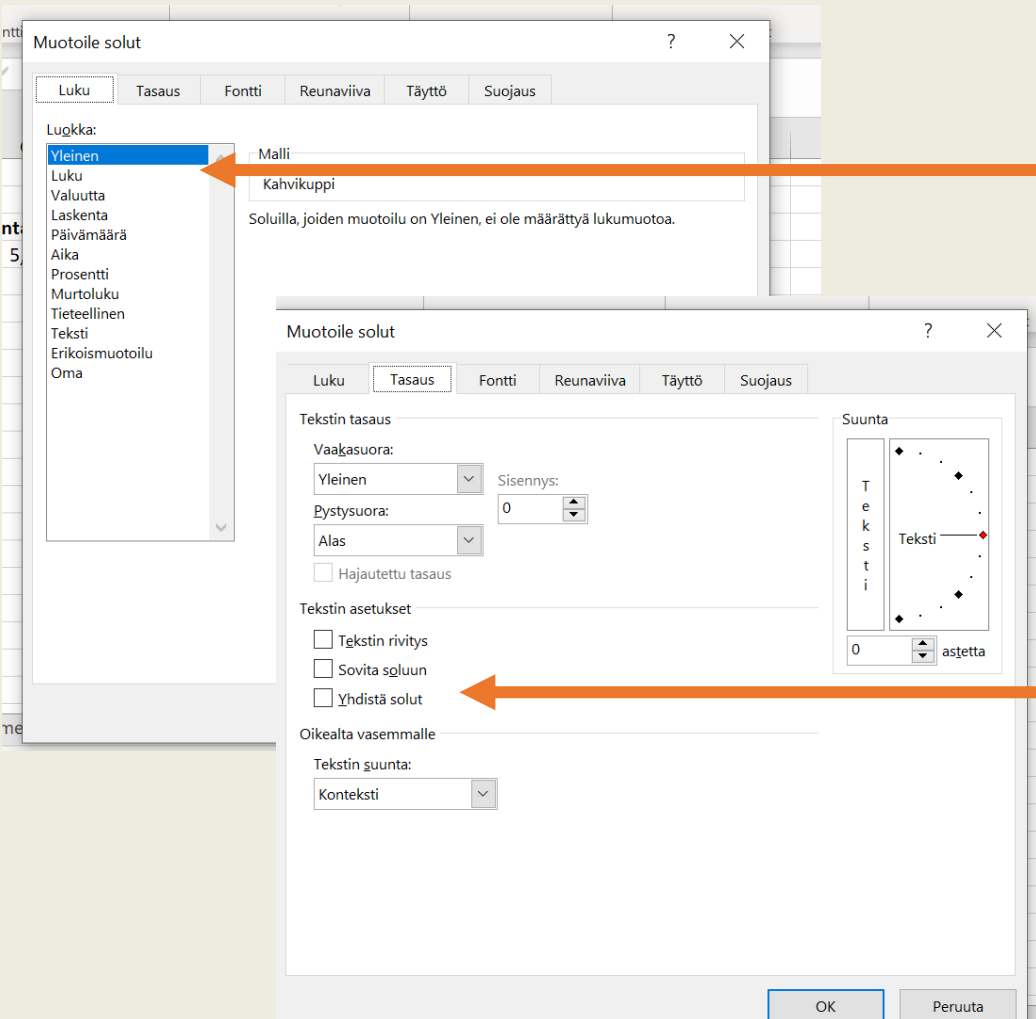 Muotoile solut ?
Luku Tasaus Fontti Reunaviiva Täyttö Suojaus
Luokka:
Yleinen
Luku
Valuutta
Laskenta
Päivämäärä
Aika
Prosentti
Murtoluku
Tieteellinen
Teksti
Erikoismuotoilu
Oma
Malli
Kahvikuppi
Soluilla, joiden muotoilu on Yleinen, ei ole määrättyä lukumuotoa.
5,
Muotoile solut ?
Luku Tasaus Fontti Reunaviiva Täyttö Suojaus
Tekstin tasaus
Vaakasuora:
Yleinen
Sisennys:
0
Pystysuora:
Alas
Hajautettu tasaus
Tekstin asetukset
Tekstin rivitys
Sovita soluun
Yhdistä solut
Oikealta vasemmalle
Tekstin suunta:
Konteksti
Suunta
Teksti
Teksti
0 astetta
OK Peruuta